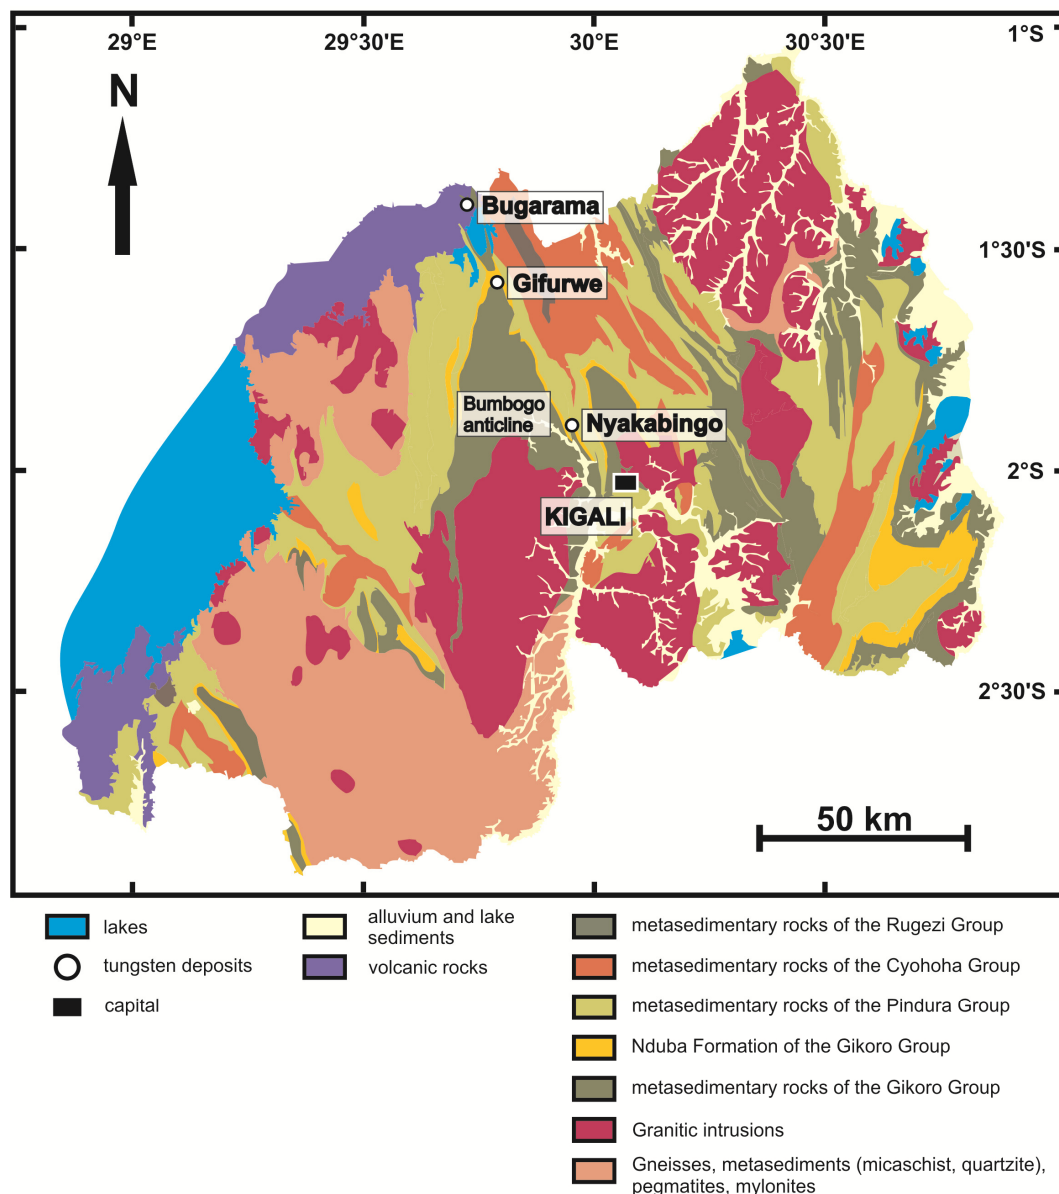 29°E 29°30'E 30°E 30°30'E
1°S
N
Bugarama
1°30'S
Gifurwe
Bumbogo
anticline
Nyakabingo
2°S
KIGALI
2°30'S
50 km
lakes
tungsten deposits
capital
alluvium and lake
sediments
volcanic rocks
metasedimentary rocks of the Rugezi Group
metasedimentary rocks of the Cyohoha Group
metasedimentary rocks of the Pindura Group
Nduba Formation of the Gikoro Group
metasedimentary rocks of the Gikoro Group
Granitic intrusions
Gneisses, metasediments (micaschist, quartzite),
pegmatites, mylonites